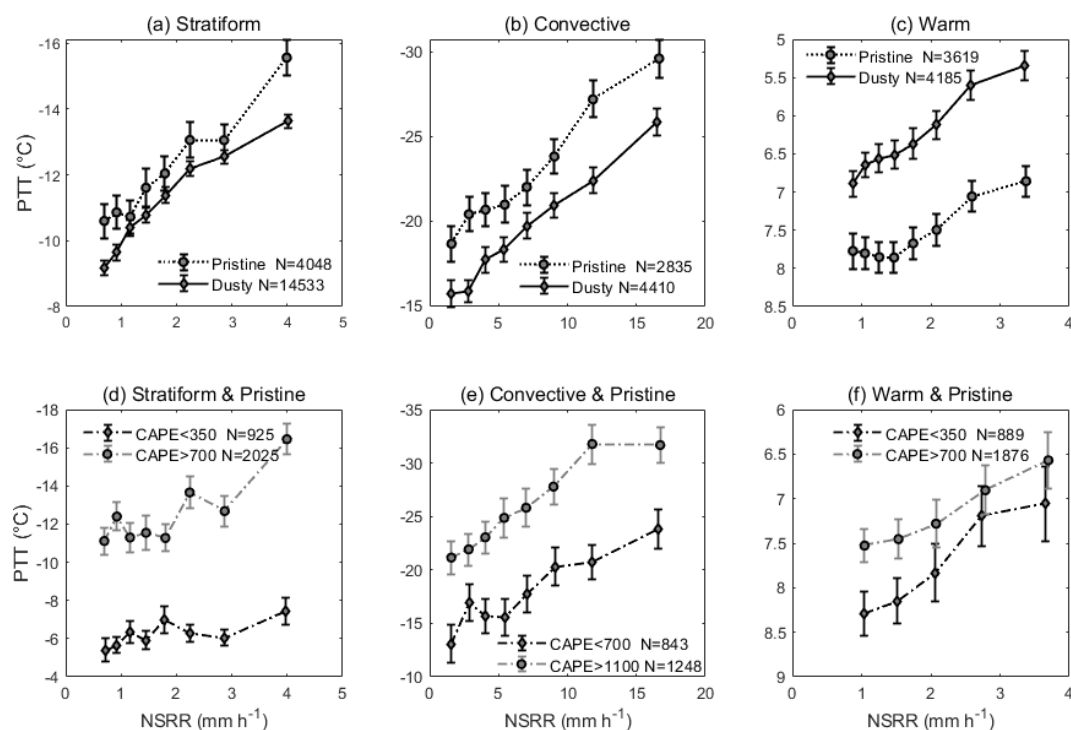 (a) Stratiform
(b) Convective
(c) Warm
PTT (°C)
-16
-14
-12
-10
-8
0 1 2 3 4 5
Pristine N=4048
Dusty N=14533
-30
-25
-20
-15
0 5 10 15 20
Pristine N=2835
Dusty N=4410
5
5.5
6
6.5
7
7.5
8
8.5
0 1 2 3 4
Pristine N=3619
Dusty N=4185
(d) Stratiform & Pristine
(e) Convective & Pristine
(f) Warm & Pristine
PTT (°C)
-18
-16
-14
-12
-10
-8
-6
-4
0 1 2 3 4 5
CAPE<350 N=925
CAPE>700 N=2025
NSRR (mm h⁻¹)
-35
-30
-25
-20
-15
-10
0 5 10 15 20
CAPE<700 N=843
CAPE>1100 N=1248
NSRR (mm h⁻¹)
6
6.5
7
7.5
8
8.5
9
0 1 2 3 4
CAPE<350 N=889
CAPE>700 N=1876
NSRR (mm h⁻¹)